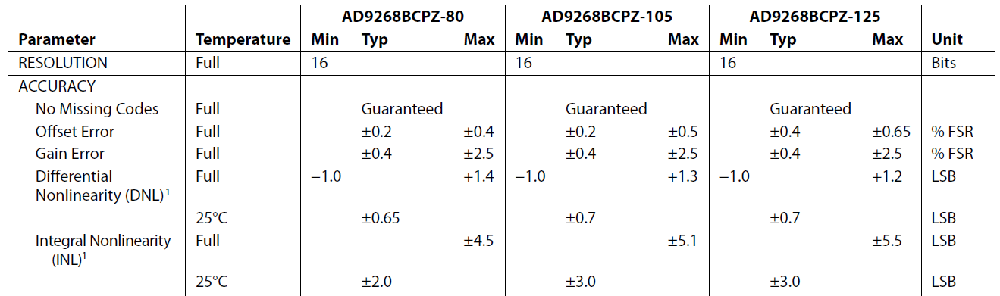 AD9268BCPZ-80 AD9268BCPZ-105 AD9268BCPZ-125
Parameter Temperature Min Typ Max Min Typ Max Min Typ Max Unit
RESOLUTION Full 16 16 16 Bits
ACCURACY
No Missing Codes Full Guaranteed Guaranteed Guaranteed
Offset Error Full ±0.2 ±0.4 ±0.2 ±0.5 ±0.4 ±0.65 % FSR
Gain Error Full ±0.4 ±2.5 ±0.4 ±2.5 ±0.4 ±2.5 % FSR
Differential Full −1.0 +1.4 −1.0 +1.3 −1.0 +1.2 LSB
Nonlinearity (DNL)¹
25°C ±0.65 ±0.7 ±0.7 LSB
Integral Nonlinearity Full ±4.5 ±5.1 ±5.5 LSB
(INL)¹
25°C ±2.0 ±3.0 ±3.0 LSB